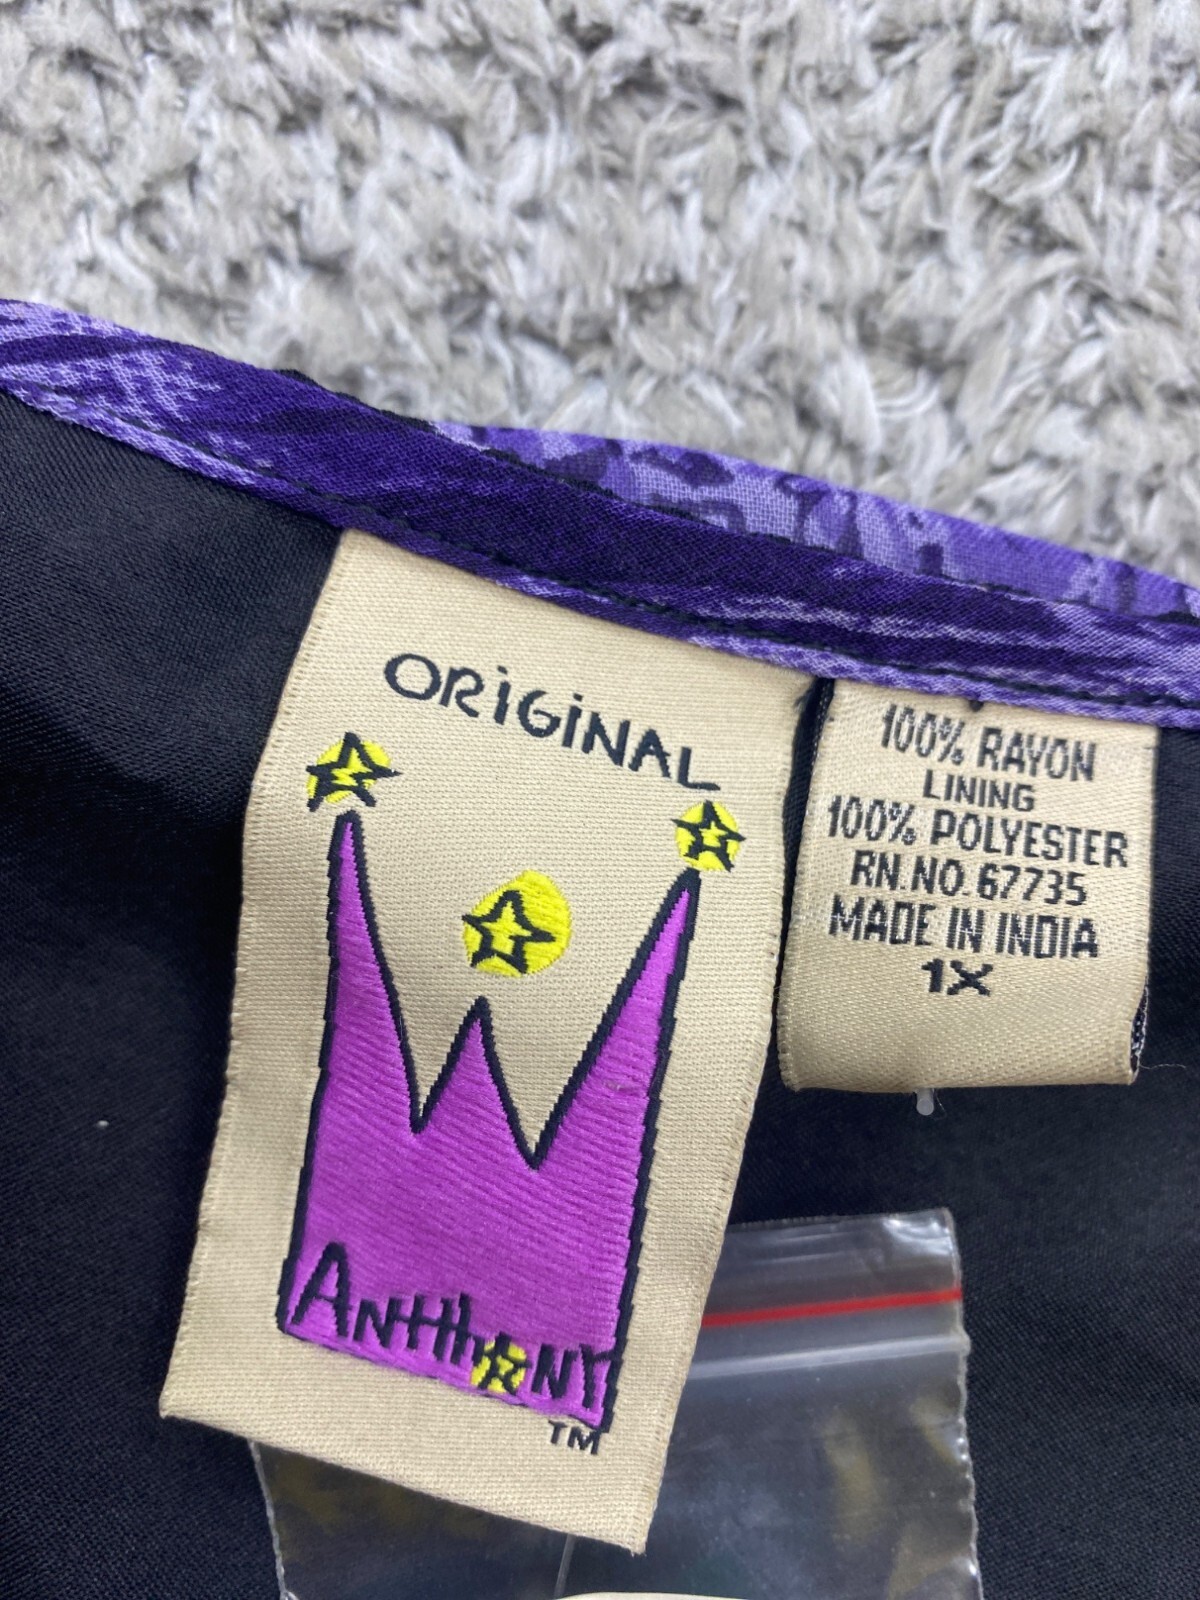 ORiGiNAL
AnthonY
TM
100% RAYON
LINING
100% POLYESTER
RN.NO.67735
MADE IN INDIA
1X